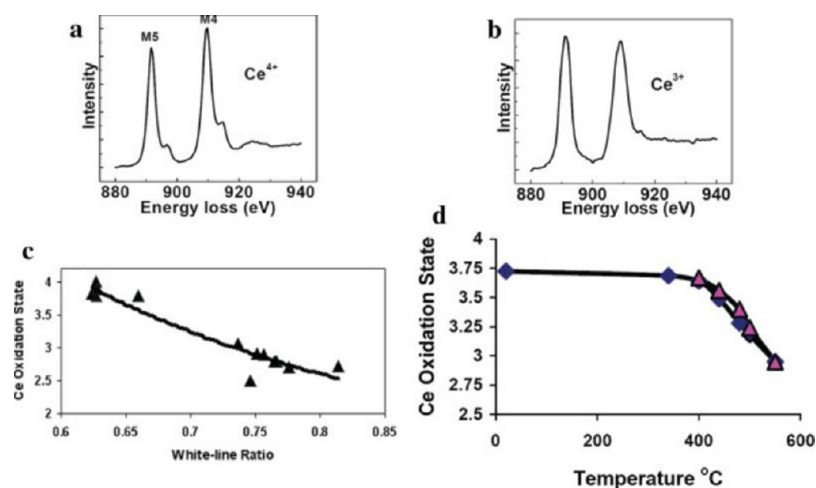 a
M5
M4
Ce4+
Intensity
880 900 920 940
Energy loss (eV)
b
Ce3+
Intensity
880 900 920 940
Energy loss (eV)
c
4
3.5
3
2.5
2
Ce Oxidation State
0.6 0.65 0.7 0.75 0.8 0.85
White-line Ratio
d
4
3.75
3.5
3.25
3
2.75
2.5
Ce Oxidation State
0 200 400 600
Temperature °C